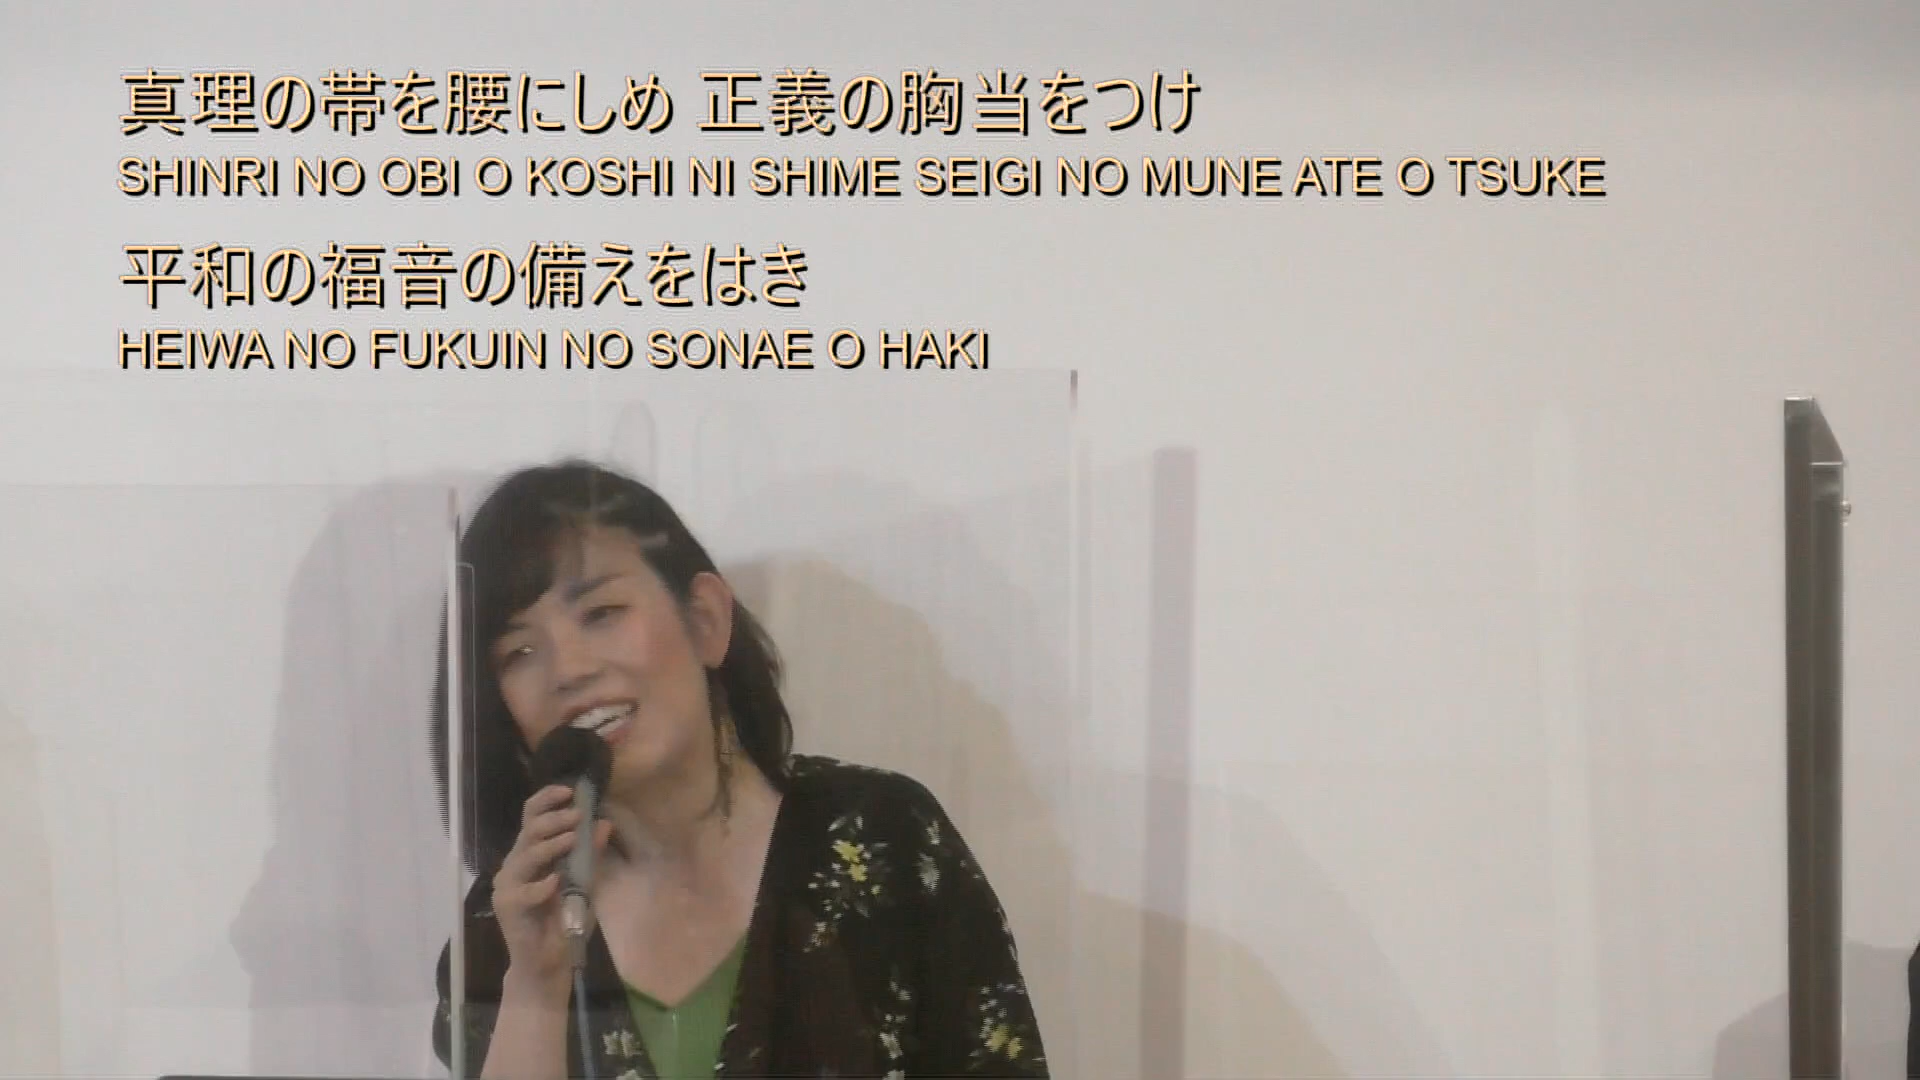 真理の帯を腰にしめ 正義の胸当をつけ
SHINRI NO OBI O KOSHI NI SHIME SEIGI NO MUNE ATE O TSUKE
平和の福音の備えをはき
HEIWA NO FUKUIN NO SONAE O HAKI